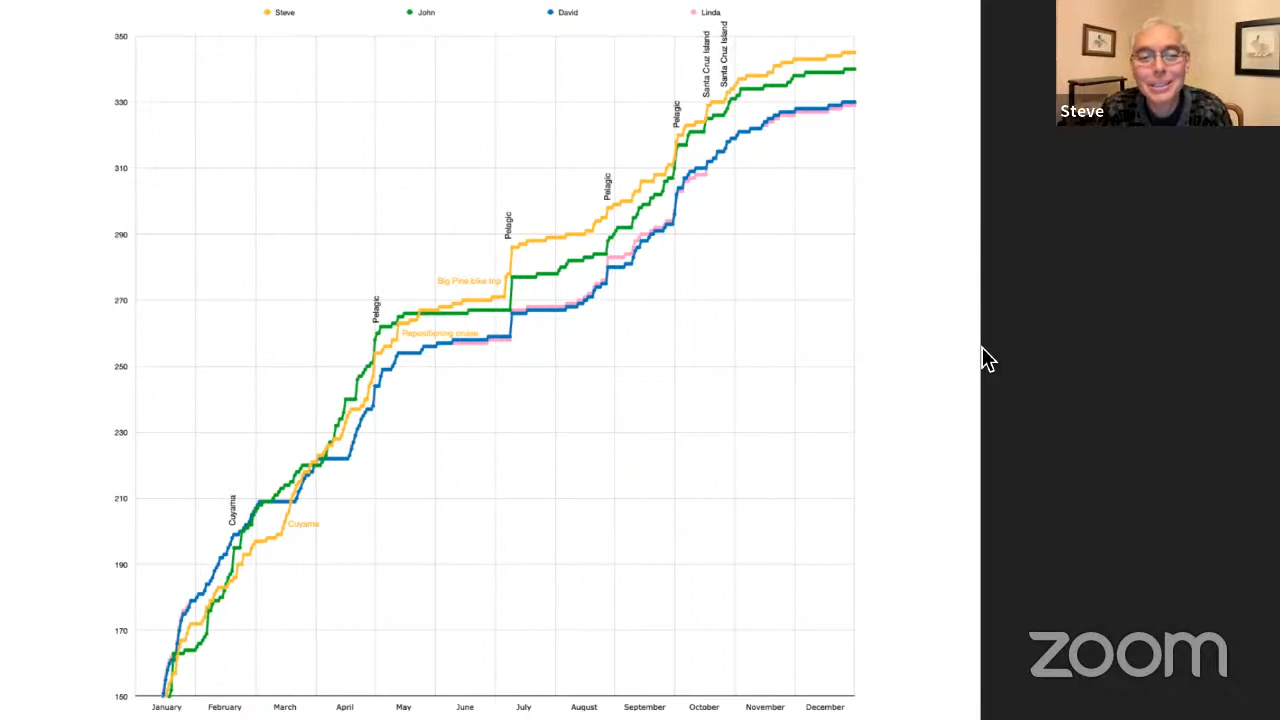 Steve John David Linda
350
330
310
290
270
250
230
210
190
170
150
Santa Cruz Island
Santa Cruz Island
Pelagic
Pelagic
Pelagic
Big Pine bike trip
Pelagic
Repositioning cruise
Cuyama
Cuyama
January February March April May June July August September October November December
Steve
zoom